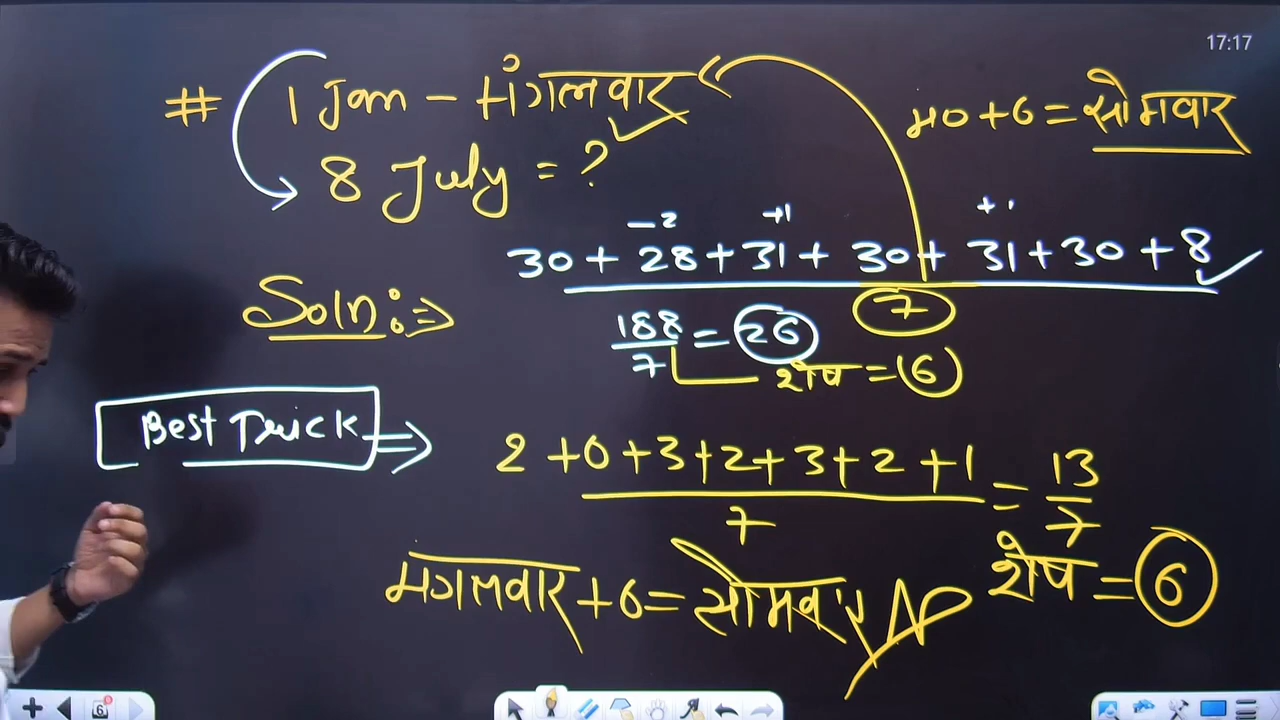 17:17
# 1 Jan - मंगलवार
मं0+6 = सोमवार
8 July = ?
-2 +1 +1
30 + 28 + 31 + 30 + 31 + 30 + 8
7
Soln:⇒
188/7 = 26
शेष = 6
Best Trick ⇒
2 + 0 + 3 + 2 + 3 + 2 + 1 / 7 = 13/7
शेष = 6
मगलवार + 6 = सोमवार